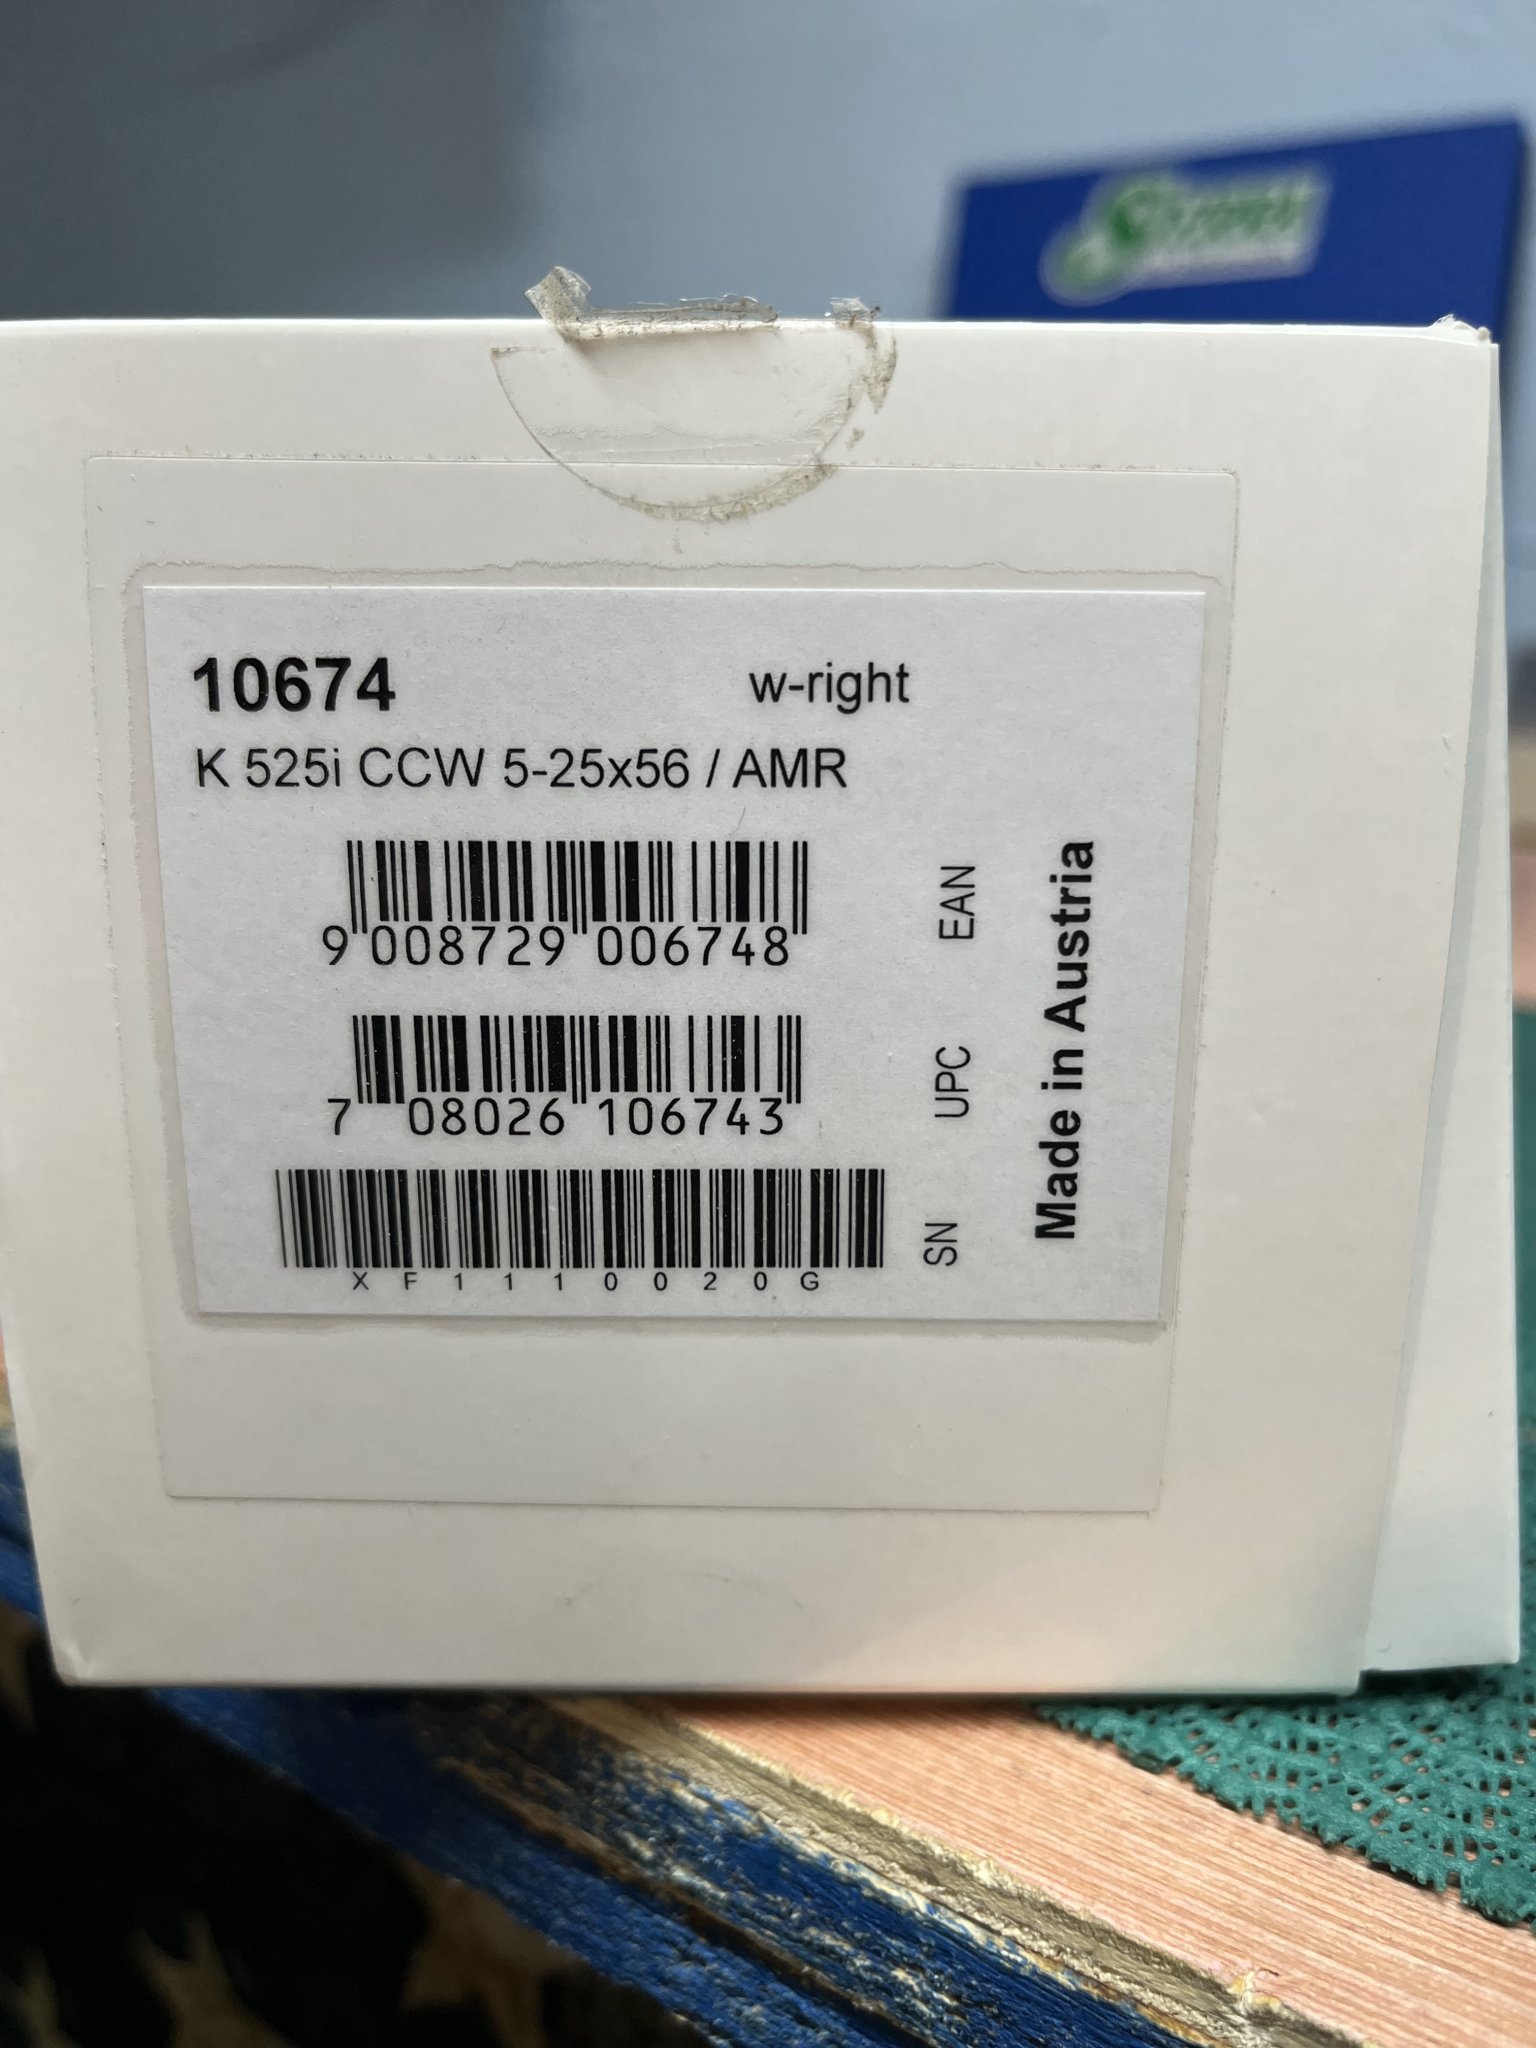 10674 w-right
K 525i CCW 5-25x56 / AMR
9 008729 006748
EAN
7 08026 106743
UPC
XF1110020G
SN
Made in Austria